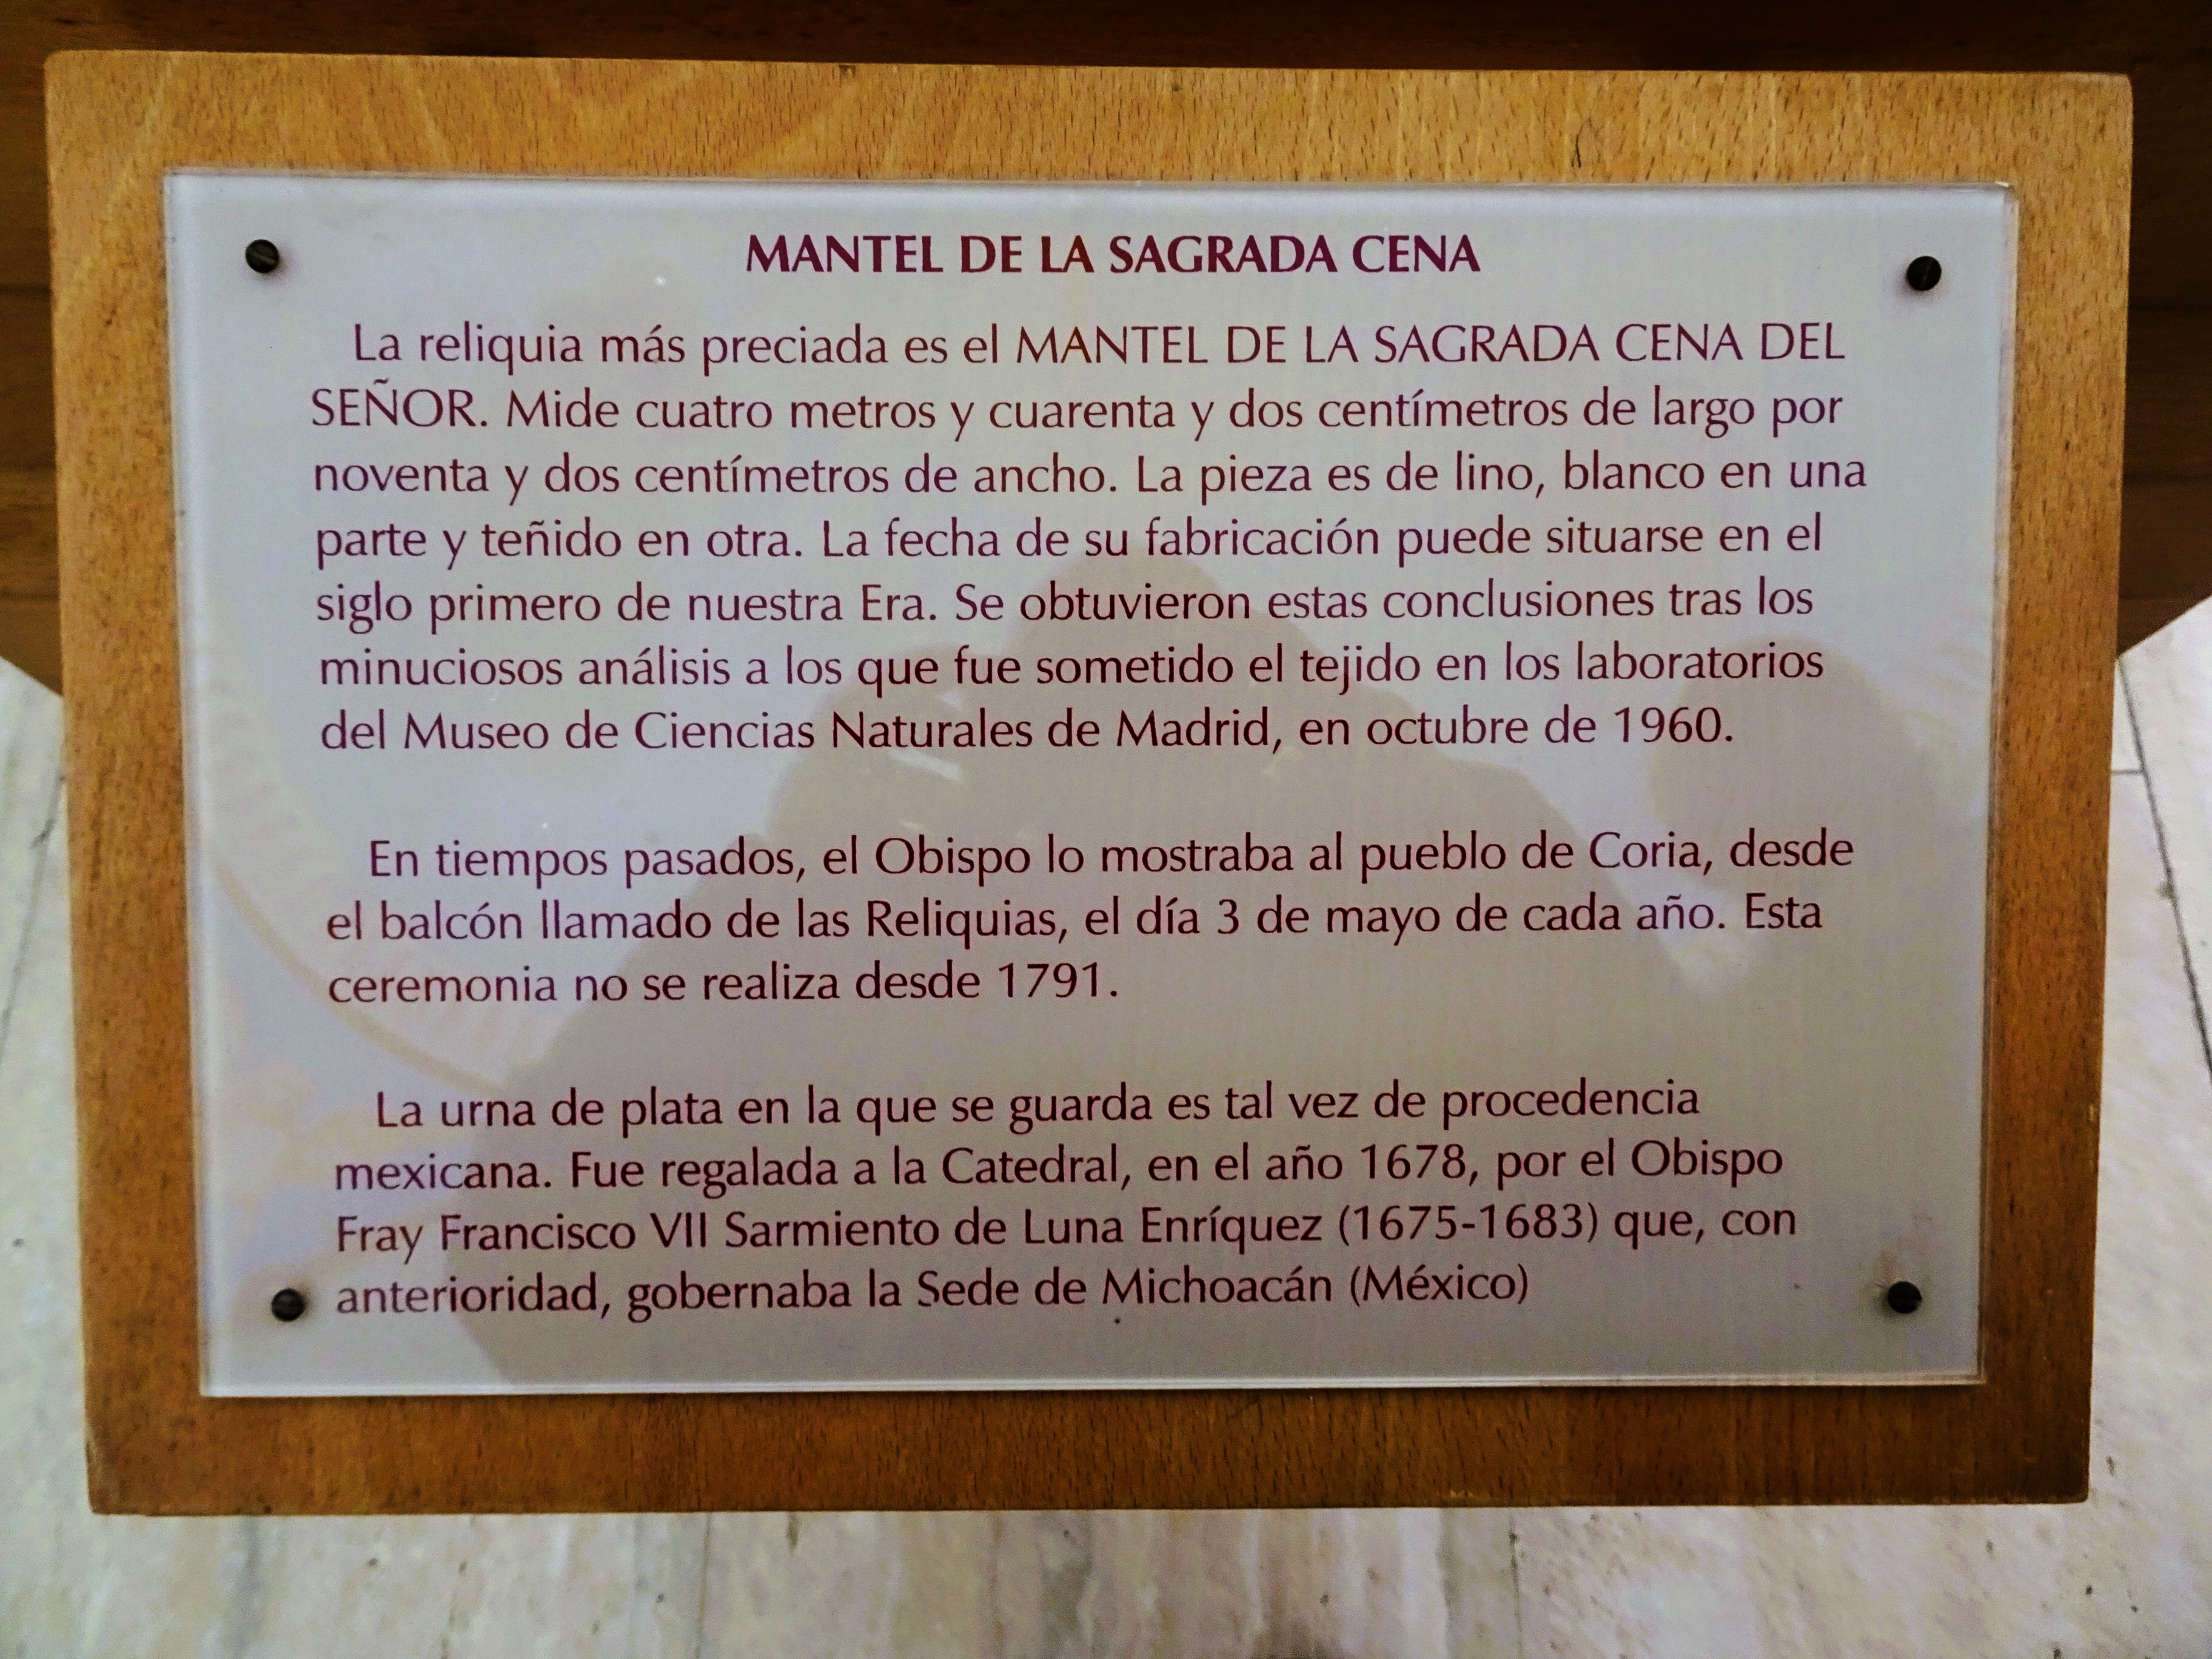 MANTEL DE LA SAGRADA CENA
La reliquia más preciada es el MANTEL DE LA SAGRADA CENA DEL
SEÑOR. Mide cuatro metros y cuarenta y dos centímetros de largo por
noventa y dos centímetros de ancho. La pieza es de lino, blanco en una
parte y teñido en otra. La fecha de su fabricación puede situarse en el
siglo primero de nuestra Era. Se obtuvieron estas conclusiones tras los
minuciosos análisis a los que fue sometido el tejido en los laboratorios
del Museo de Ciencias Naturales de Madrid, en octubre de 1960.
En tiempos pasados, el Obispo lo mostraba al pueblo de Coria, desde
el balcón llamado de las Reliquias, el día 3 de mayo de cada año. Esta
ceremonia no se realiza desde 1791.
La urna de plata en la que se guarda es tal vez de procedencia
mexicana. Fue regalada a la Catedral, en el año 1678, por el Obispo
Fray Francisco VII Sarmiento de Luna Enríquez (1675-1683) que, con
anterioridad, gobernaba la Sede de Michoacán (México)